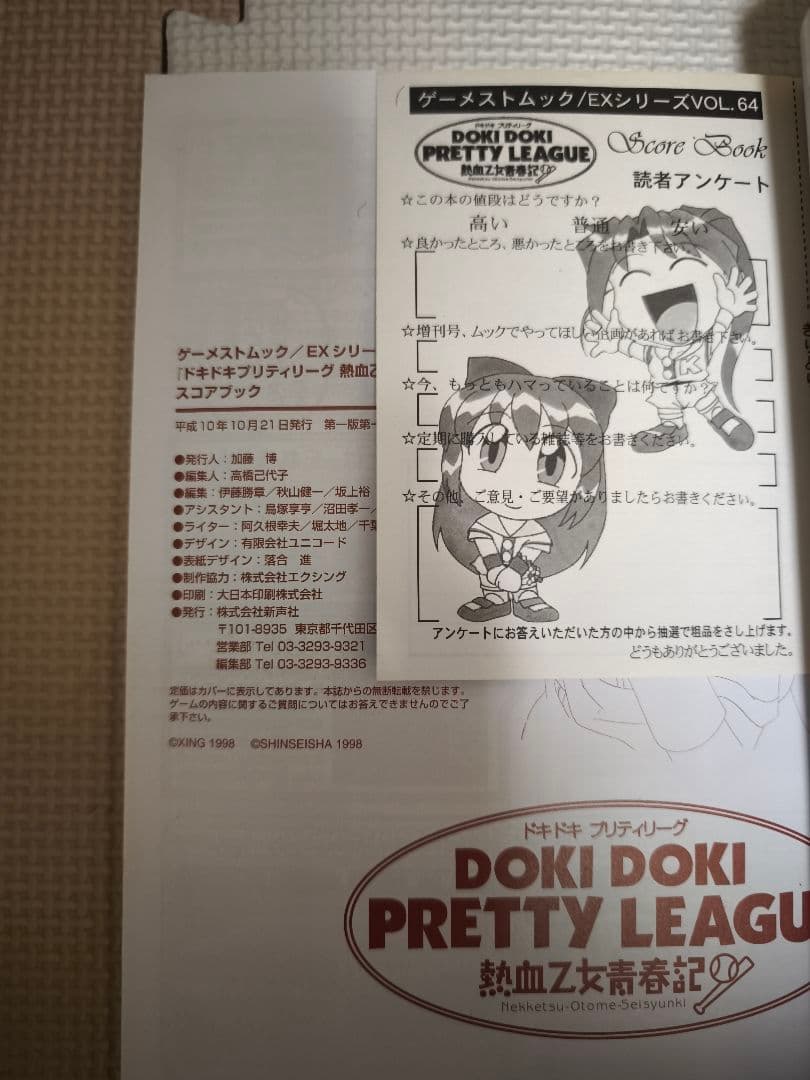 ゲーメストムック/EXシリーズVOL.64
ドキドキ プリティリーグ
DOKI DOKI
PRETTY LEAGUE
熱血乙女青春記
Nekketsu-Otome-Seisyunki
Score Book
読者アンケート
☆この本の値段はどうですか？
高い 普通 安い
☆良かったところ、悪かったところをお書き下さい。
☆増刊号、ムックでやってほしい企画があればお書き下さい。
☆今、もっともハマっていることは何ですか？
☆定期に購入している雑誌等をお書きください。
☆その他、ご意見・ご要望がありましたらお書きください。
アンケートにお答えいただいた方の中から抽選で粗品をさし上げます。
どうもありがとうございました。
K
ゲーメストムック／EXシリー
『ドキドキプリティリーグ 熱血
スコアブック
平成10年10月21日発行 第一版第一
●発行人：加藤 博
●編集人：高橋己代子
●編集：伊藤勝章／秋山健一／坂上裕
●アシスタント：鳥塚享亨／沼田孝一／
●ライター：阿久根幸夫／堀太地／千葉
●デザイン：有限会社ユニコード
●表紙デザイン：落合 進
●制作協力：株式会社エクシング
●印刷：大日本印刷株式会社
●発行：株式会社新声社
〒101-8935 東京都千代田区
営業部 Tel 03-3293-9321
編集部 Tel 03-3293-9336
定価はカバーに表示してあります。本誌からの無断転載を禁じます。
ゲームの内容に関するご質問についてはお答えできませんのでご了
承下さい。
©XING 1998 ©SHINSEISHA 1998
ドキドキ プリティリーグ
DOKI DOKI
PRETTY LEAGU
熱血乙女青春記
Nekketsu-Otome-Seisyunki